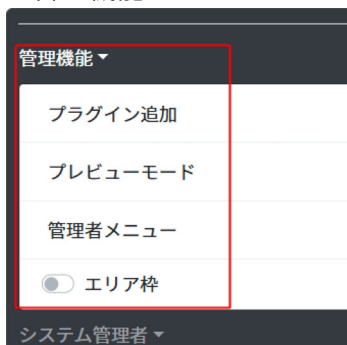 管理機能
プラグイン追加
プレビューモード
管理者メニュー
エリア枠
システム管理者